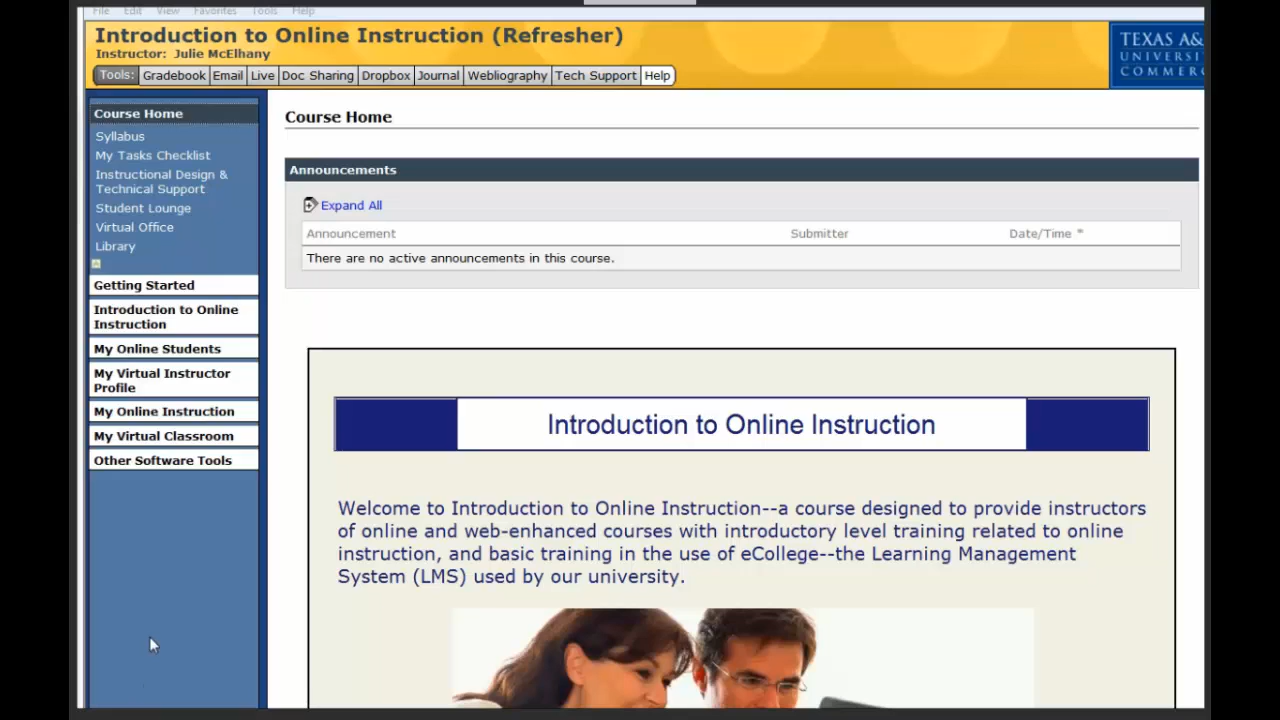 File Edit View Favorites Tools Help
Introduction to Online Instruction (Refresher)
Instructor: Julie McElhany
Tools: Gradebook Email Live Doc Sharing Dropbox Journal Webliography Tech Support Help
TEXAS A&
UNIVERSI
COMMERC
Course Home
Syllabus
My Tasks Checklist
Instructional Design &
Technical Support
Student Lounge
Virtual Office
Library
Getting Started
Introduction to Online
Instruction
My Online Students
My Virtual Instructor
Profile
My Online Instruction
My Virtual Classroom
Other Software Tools
Course Home
Announcements
Expand All
Announcement Submitter Date/Time *
There are no active announcements in this course.
Introduction to Online Instruction
Welcome to Introduction to Online Instruction--a course designed to provide instructors
of online and web-enhanced courses with introductory level training related to online
instruction, and basic training in the use of eCollege--the Learning Management
System (LMS) used by our university.